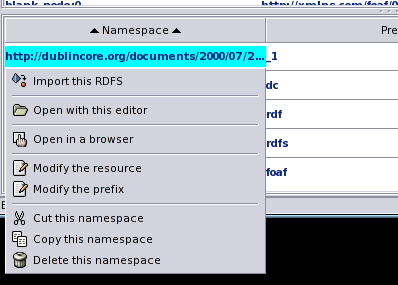 blank_node:0 http://xmlns.com/foaf/0
Namespace Pre
http://dublincore.org/documents/2000/07/2... _1
Import this RDFS
dc
Open with this editor
rdf
Open in a browser
rdfs
Modify the resource
foaf
Modify the prefix
Cut this namespace
Copy this namespace
Delete this namespace